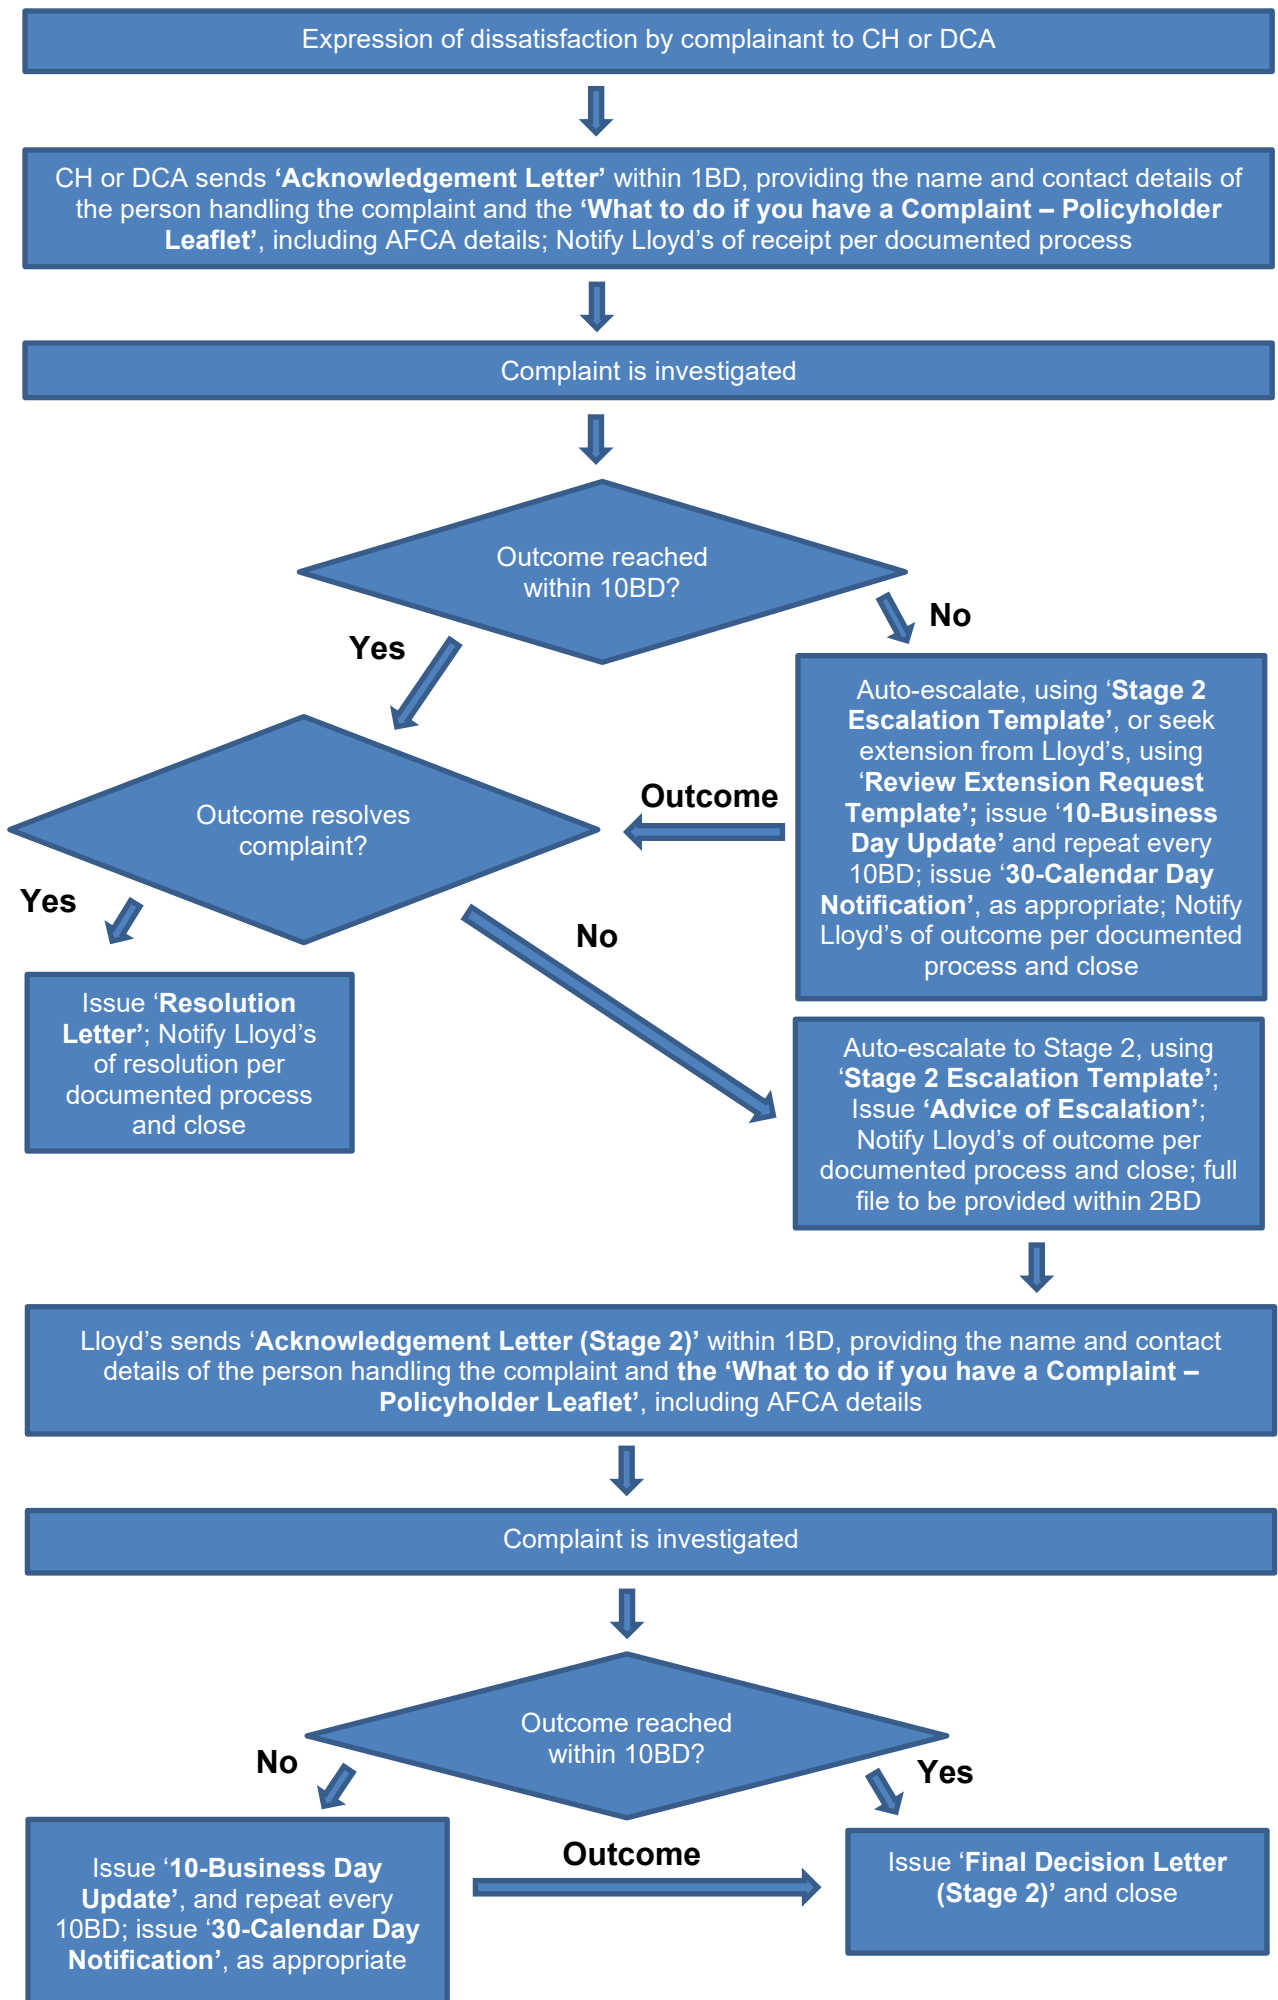 Expression of dissatisfaction by complainant to CH or DCA
CH or DCA sends ‘Acknowledgement Letter’ within 1BD, providing the name and contact details of
the person handling the complaint and the ‘What to do if you have a Complaint – Policyholder
Leaflet’, including AFCA details; Notify Lloyd’s of receipt per documented process
Complaint is investigated
Outcome reached
within 10BD?
Yes
No
Auto-escalate, using ‘Stage 2
Escalation Template’, or seek
extension from Lloyd’s, using
‘Review Extension Request
Template’; issue ‘10-Business
Day Update’ and repeat every
10BD; issue ‘30-Calendar Day
Notification’, as appropriate; Notify
Lloyd’s of outcome per documented
process and close
Outcome
Outcome resolves
complaint?
Yes
No
Issue ‘Resolution
Letter’; Notify Lloyd’s
of resolution per
documented process
and close
Auto-escalate to Stage 2, using
‘Stage 2 Escalation Template’;
Issue ‘Advice of Escalation’;
Notify Lloyd’s of outcome per
documented process and close; full
file to be provided within 2BD
Lloyd’s sends ‘Acknowledgement Letter (Stage 2)’ within 1BD, providing the name and contact
details of the person handling the complaint and the ‘What to do if you have a Complaint –
Policyholder Leaflet’, including AFCA details
Complaint is investigated
Outcome reached
within 10BD?
No
Yes
Issue ‘10-Business Day
Update’, and repeat every
10BD; issue ‘30-Calendar Day
Notification’, as appropriate
Outcome
Issue ‘Final Decision Letter
(Stage 2)’ and close